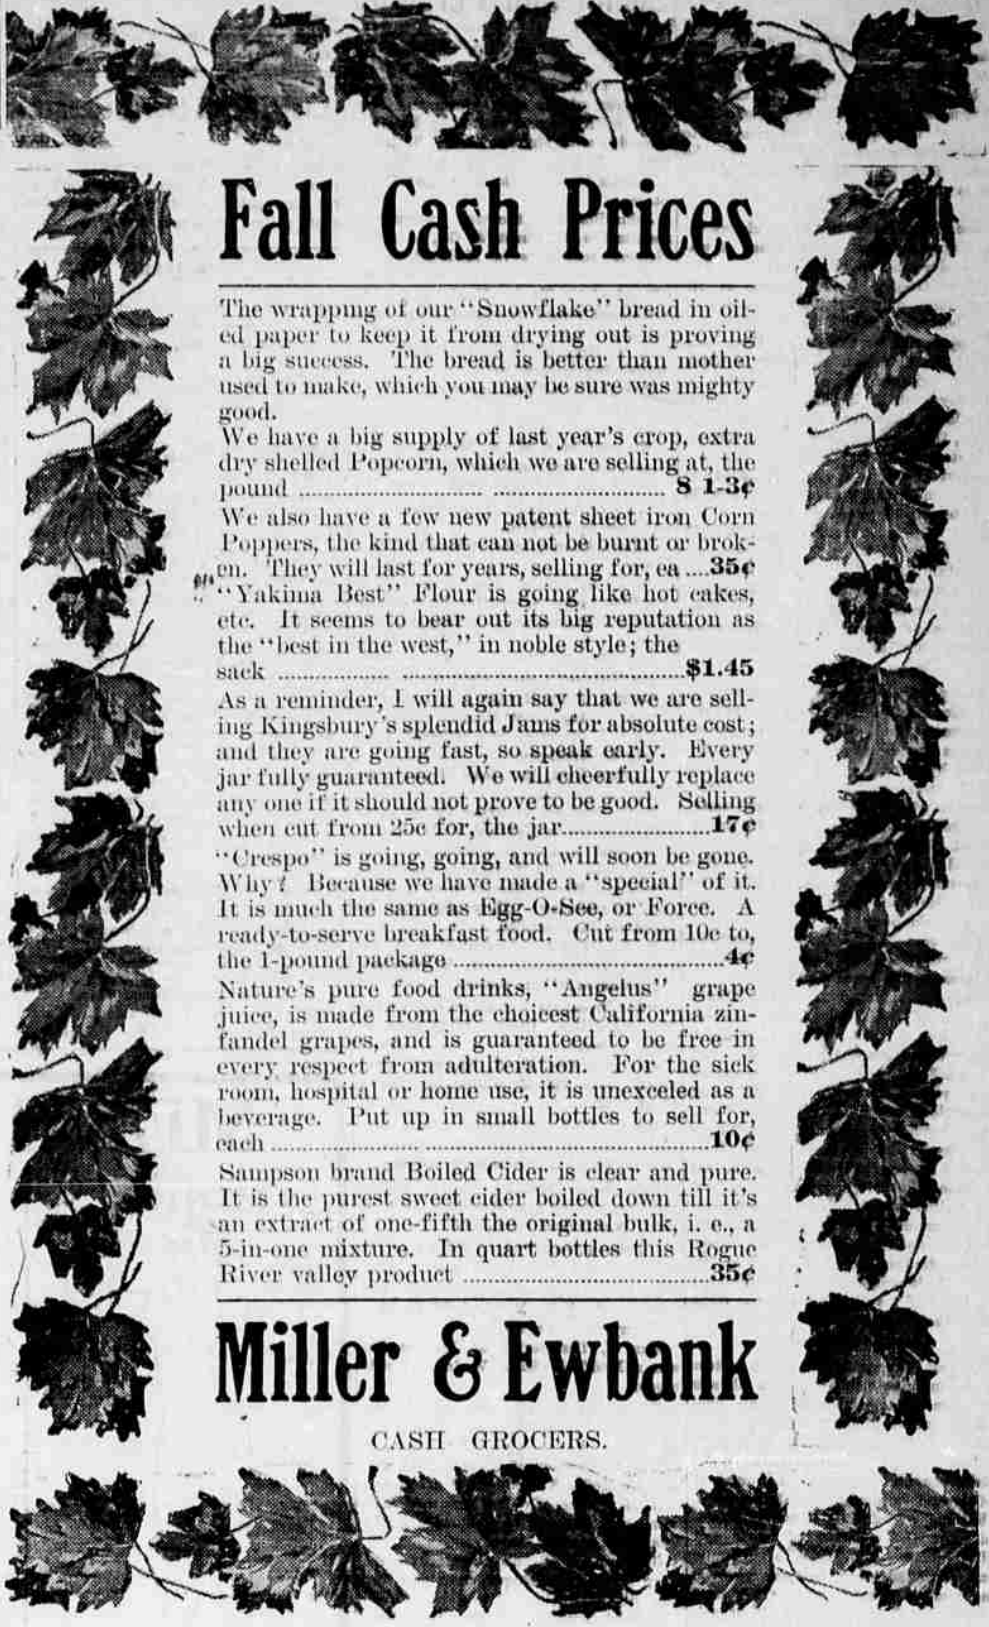 Fall Cash Prices
The wrapping of our "Snowflake" bread in oil-
ed paper to keep it from drying out is proving
a big success. The bread is better than mother
used to make, which you may be sure was mighty
good.
We have a big supply of last year's crop, extra
dry shelled Popcorn, which we are selling at, the
pound ................................ ............................... 8 1-3¢
We also have a few new patent sheet iron Corn
Poppers, the kind that can not be burnt or brok-
en. They will last for years, selling for, ea ....35¢
"Yakima Best" Flour is going like hot cakes,
etc. It seems to bear out its big reputation as
the "best in the west," in noble style; the
sack ......................... ...................................................$1.45
As a reminder, I will again say that we are sell-
ing Kingsbury's splendid Jams for absolute cost;
and they are going fast, so speak early. Every
jar fully guaranteed. We will cheerfully replace
any one if it should not prove to be good. Selling
when cut from 25c for, the jar...........................17¢
"Crespo" is going, going, and will soon be gone.
Why? Because we have made a "special" of it.
It is much the same as Egg-O-See, or Force. A
ready-to-serve breakfast food. Cut from 10c to,
the 1-pound package .................................................4¢
Nature's pure food drinks, "Angelus" grape
juice, is made from the choicest California zin-
fandel grapes, and is guaranteed to be free in
every respect from adulteration. For the sick
room, hospital or home use, it is unexceled as a
beverage. Put up in small bottles to sell for,
each ........................... ....................................................10¢
Sampson brand Boiled Cider is clear and pure.
It is the purest sweet cider boiled down till it's
an extract of one-fifth the original bulk, i. e., a
5-in-one mixture. In quart bottles this Rogue
River valley product ............................................35¢
Miller & Ewbank
CASH GROCERS.